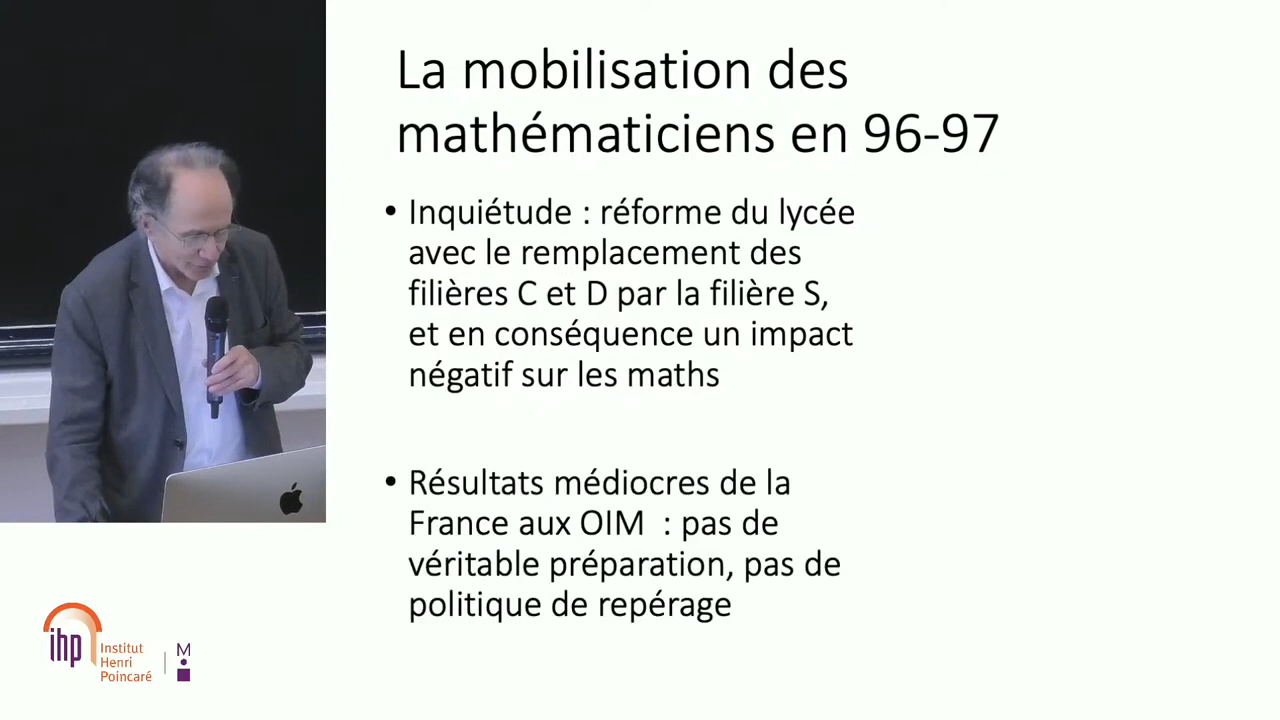 La mobilisation des
mathématiciens en 96-97
• Inquiétude : réforme du lycée
avec le remplacement des
filières C et D par la filière S,
et en conséquence un impact
négatif sur les maths
• Résultats médiocres de la
France aux OIM  : pas de
véritable préparation, pas de
politique de repérage
ihp
Institut
Henri
Poincaré
M